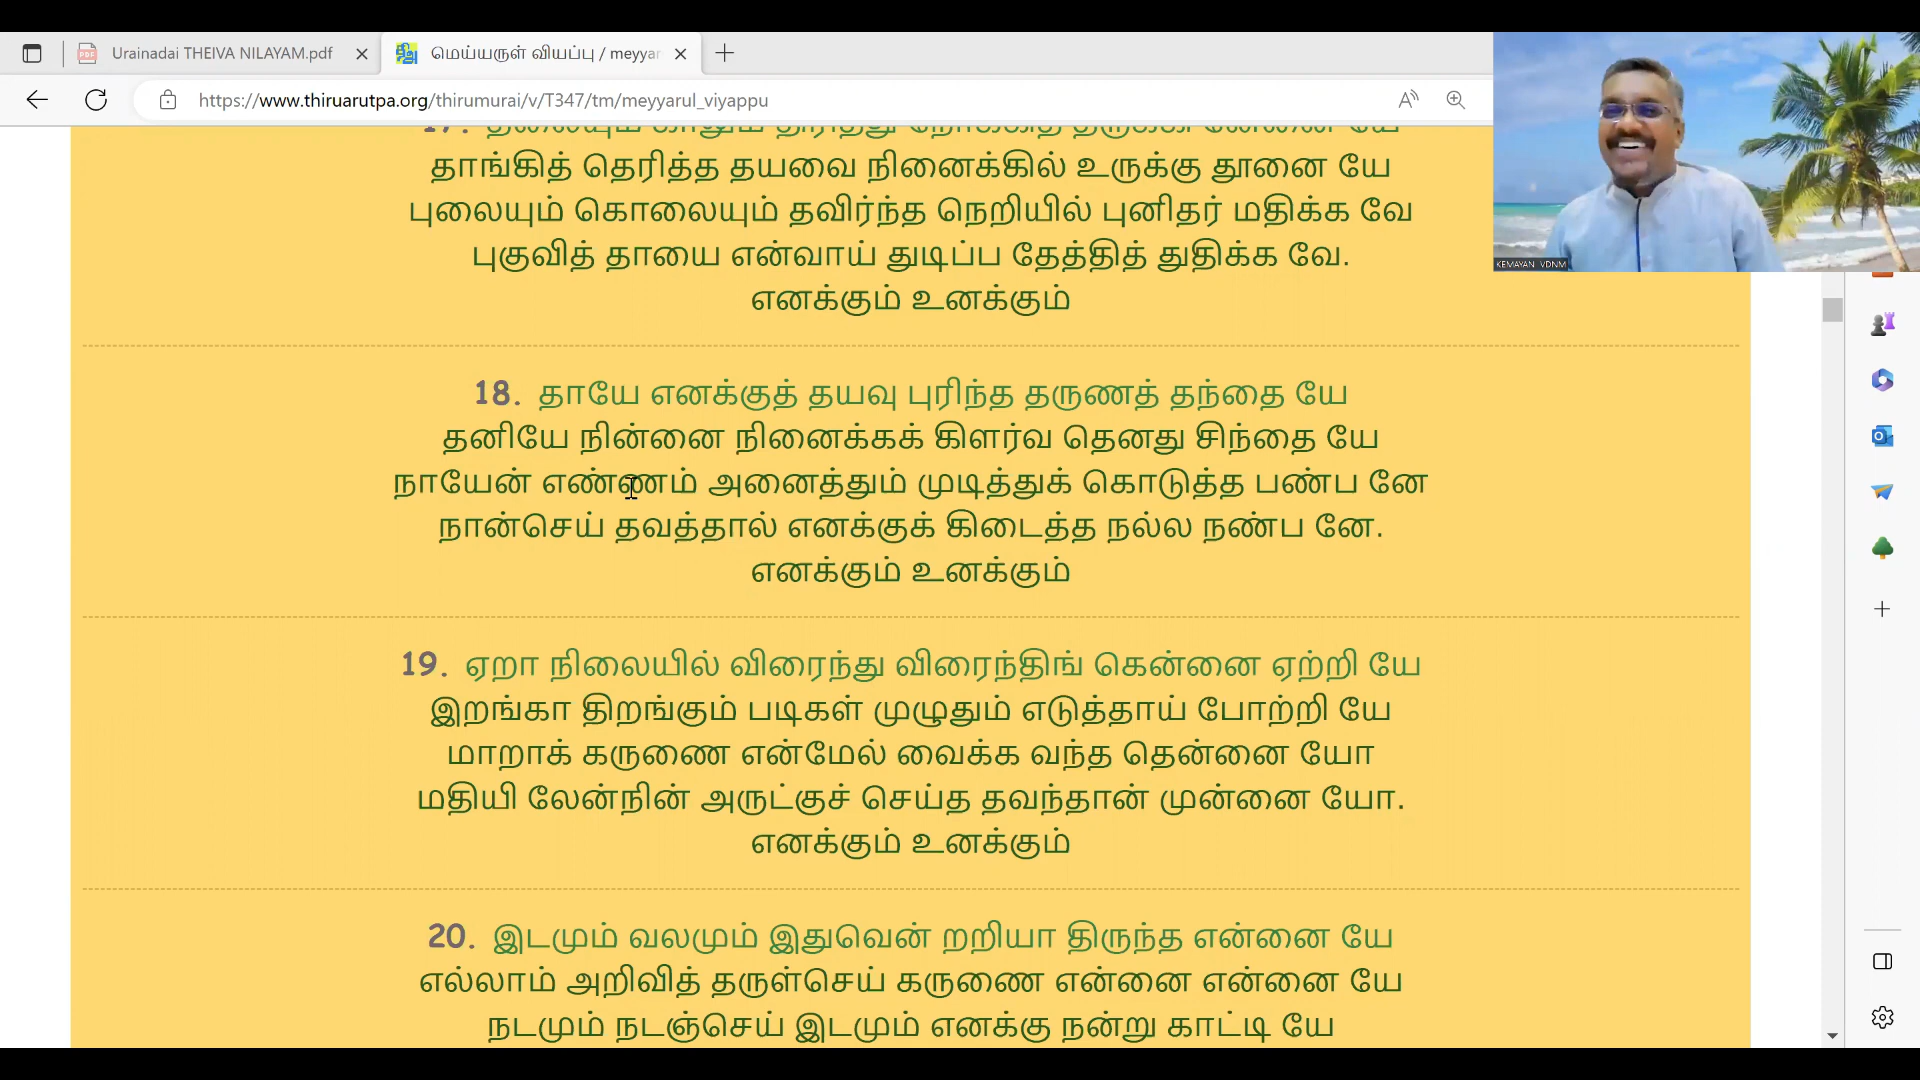 Urainadai THEIVA NILAYAM.pdf
மெய்யருள் வியப்பு / meyyar
https://www.thiruarutpa.org/thirumurai/v/T347/tm/meyyarul_viyappu
KEMAYAN VDNM
தாங்கித் தெரித்த தயவை நினைக்கில் உருக்கு தூனை யே
புலையும் கொலையும் தவிர்ந்த நெறியில் புனிதர் மதிக்க வே
புகுவித் தாயை என்வாய் துடிப்ப தேத்தித் துதிக்க வே.
எனக்கும் உனக்கும்
18. தாயே எனக்குத் தயவு புரிந்த தருணத் தந்தை யே
தனியே நின்னை நினைக்கக் கிளர்வ தெனது சிந்தை யே
நாயேன் எண்ணம் அனைத்தும் முடித்துக் கொடுத்த பண்ப னே
நான்செய் தவத்தால் எனக்குக் கிடைத்த நல்ல நண்ப னே.
எனக்கும் உனக்கும்
19. ஏறா நிலையில் விரைந்து விரைந்திங் கென்னை ஏற்றி யே
இறங்கா திறங்கும் படிகள் முழுதும் எடுத்தாய் போற்றி யே
மாறாக் கருணை என்மேல் வைக்க வந்த தென்னை யோ
மதியி லேன்நின் அருட்குச் செய்த தவந்தான் முன்னை யோ.
எனக்கும் உனக்கும்
20. இடமும் வலமும் இதுவென் றறியா திருந்த என்னை யே
எல்லாம் அறிவித் தருள்செய் கருணை என்னை என்னை யே
நடமும் நடஞ்செய் இடமும் எனக்கு நன்று காட்டி யே